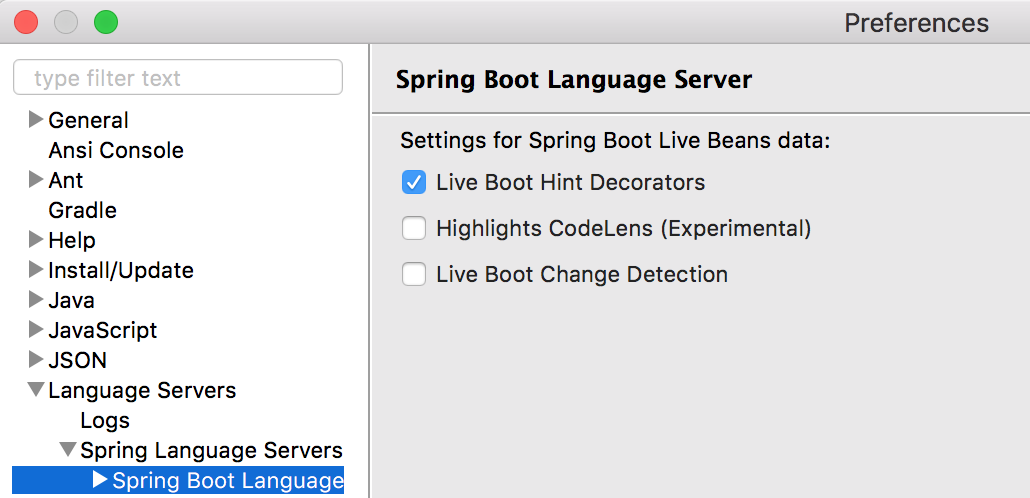 Preferences
type filter text
General
Ansi Console
Ant
Gradle
Help
Install/Update
Java
JavaScript
JSON
Language Servers
Logs
Spring Language Servers
Spring Boot Language
Spring Boot Language Server
Settings for Spring Boot Live Beans data:
Live Boot Hint Decorators
Highlights CodeLens (Experimental)
Live Boot Change Detection